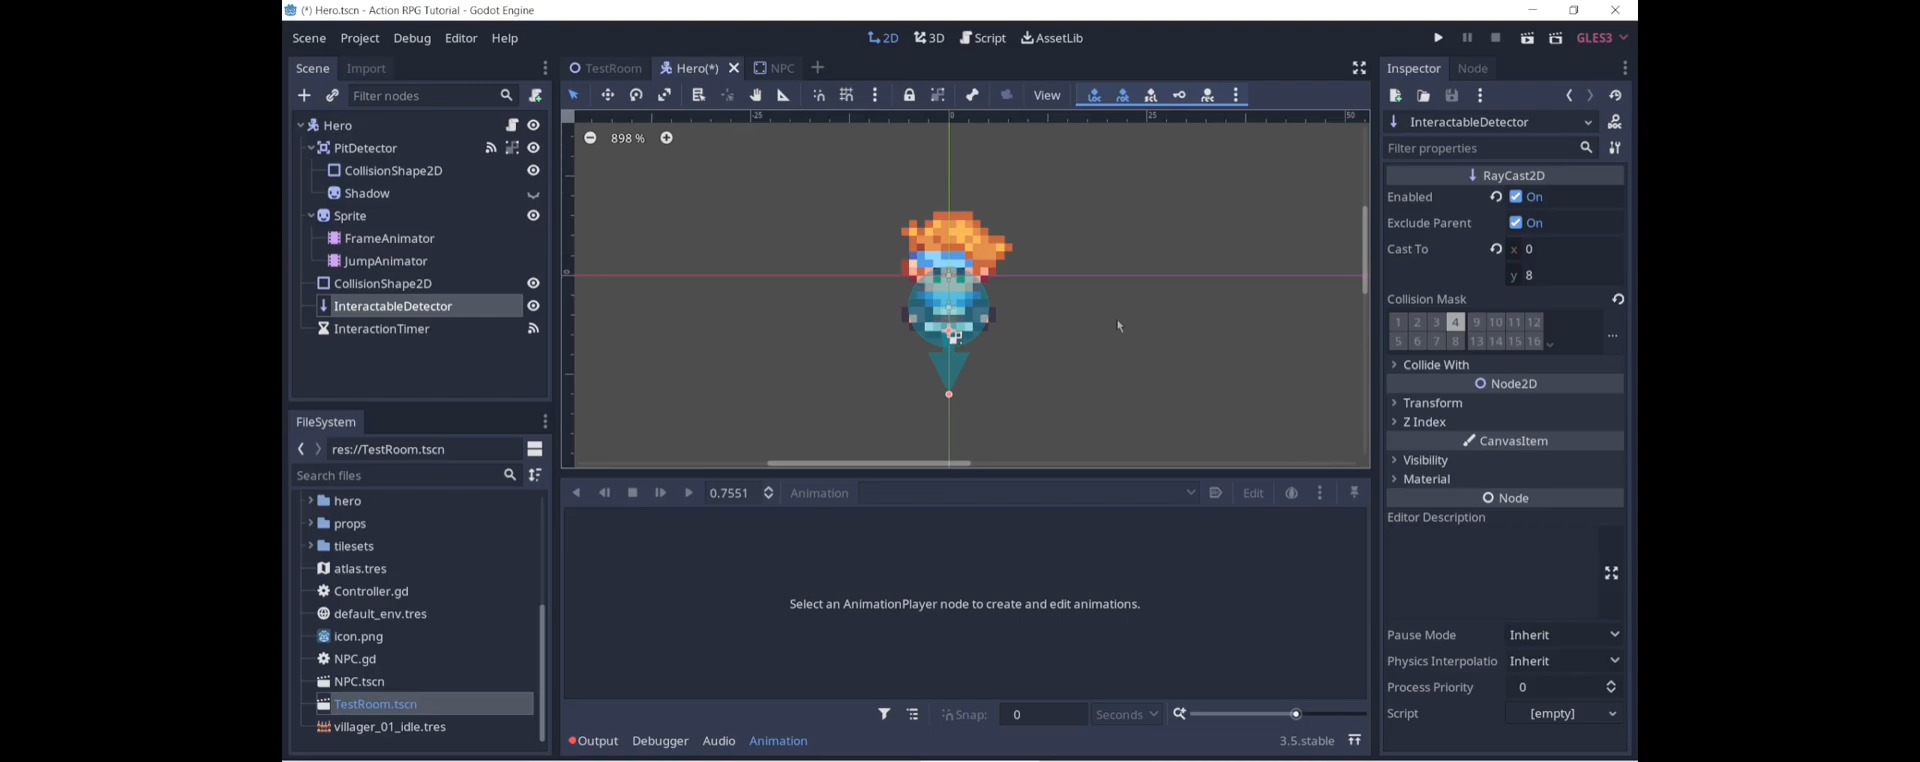 (*) Hero.tscn - Action RPG Tutorial - Godot Engine
Scene Project Debug Editor Help
2D 3D Script AssetLib
GLES3
Scene Import
Filter nodes
Hero
PitDetector
CollisionShape2D
Shadow
Sprite
FrameAnimator
JumpAnimator
CollisionShape2D
InteractableDetector
InteractionTimer
FileSystem
res://TestRoom.tscn
Search files
hero
props
tilesets
atlas.tres
Controller.gd
default_env.tres
icon.png
NPC.gd
NPC.tscn
TestRoom.tscn
villager_01_idle.tres
TestRoom Hero(*) NPC
View
-25 0 25 50
0
898 %
0.7551 Animation Edit
Select an AnimationPlayer node to create and edit animations.
Snap: 0 Seconds
Output Debugger Audio Animation 3.5.stable
Inspector Node
InteractableDetector
Filter properties
RayCast2D
Enabled On
Exclude Parent On
Cast To x 0
y 8
Collision Mask
1 2 3 4 9 10 11 12
5 6 7 8 13 14 15 16
...
Collide With
Node2D
Transform
Z Index
CanvasItem
Visibility
Material
Node
Editor Description
Pause Mode Inherit
Physics Interpolatio Inherit
Process Priority 0
Script [empty]